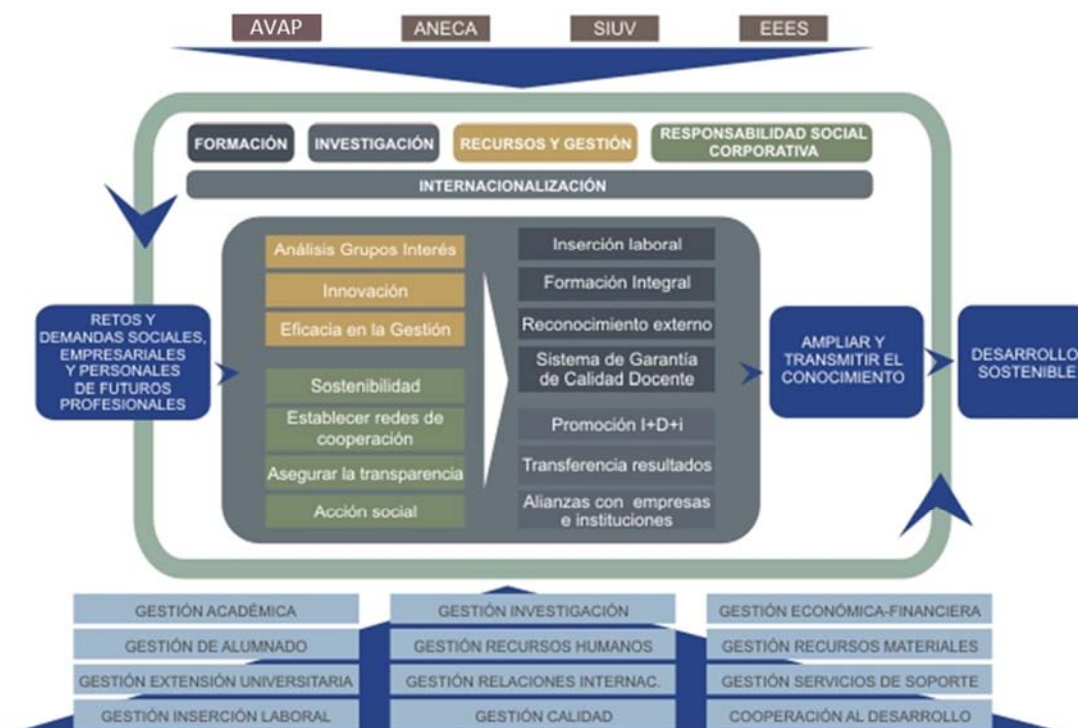 AVAP
ANECA
SIUV
EEES
FORMACIÓN
INVESTIGACIÓN
RECURSOS Y GESTIÓN
RESPONSABILIDAD SOCIAL
CORPORATIVA
INTERNACIONALIZACIÓN
RETOS Y
DEMANDAS SOCIALES,
EMPRESARIALES
Y PERSONALES
DE FUTUROS
PROFESIONALES
Análisis Grupos Interés
Innovación
Eficacia en la Gestión
Sostenibilidad
Establecer redes de
cooperación
Asegurar la transparencia
Acción social
Inserción laboral
Formación Integral
Reconocimiento externo
Sistema de Garantía
de Calidad Docente
Promoción I+D+i
Transferencia resultados
Alianzas con empresas
e instituciones
AMPLIAR Y
TRANSMITIR EL
CONOCIMIENTO
DESARROLLO
SOSTENIBLE
GESTIÓN ACADÉMICA
GESTIÓN INVESTIGACIÓN
GESTIÓN ECONÓMICA-FINANCIERA
GESTIÓN DE ALUMNADO
GESTIÓN RECURSOS HUMANOS
GESTIÓN RECURSOS MATERIALES
GESTIÓN EXTENSIÓN UNIVERSITARIA
GESTIÓN RELACIONES INTERNAC.
GESTIÓN SERVICIOS DE SOPORTE
GESTIÓN INSERCIÓN LABORAL
GESTIÓN CALIDAD
COOPERACIÓN AL DESARROLLO